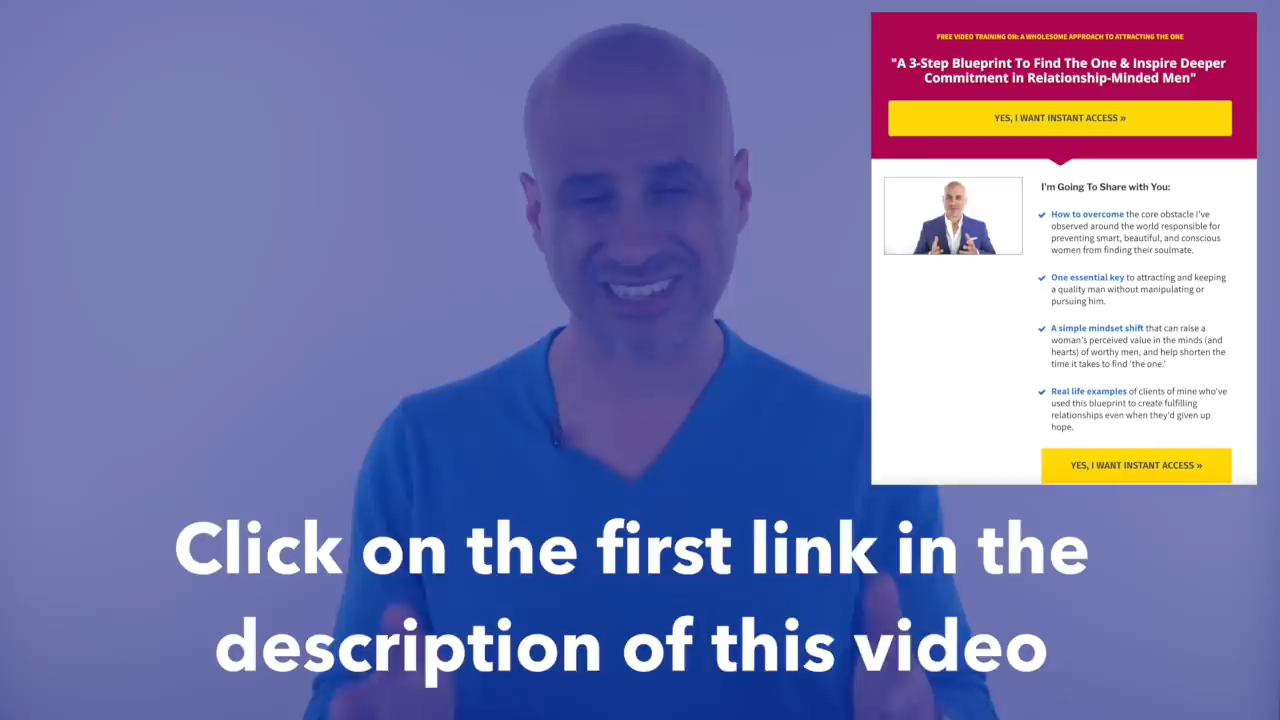 FREE VIDEO TRAINING ON: A WHOLESOME APPROACH TO ATTRACTING THE ONE
"A 3-Step Blueprint To Find The One & Inspire Deeper
Commitment in Relationship-Minded Men"
YES, I WANT INSTANT ACCESS »
I'm Going To Share with You:
How to overcome the core obstacle I've
observed around the world responsible for
preventing smart, beautiful, and conscious
women from finding their soulmate.
One essential key to attracting and keeping
a quality man without manipulating or
pursuing him.
A simple mindset shift that can raise a
woman's perceived value in the minds (and
hearts) of worthy men, and help shorten the
time it takes to find 'the one.'
Real life examples of clients of mine who've
used this blueprint to create fulfilling
relationships even when they'd given up
hope.
YES, I WANT INSTANT ACCESS »
Click on the first link in the
description of this video